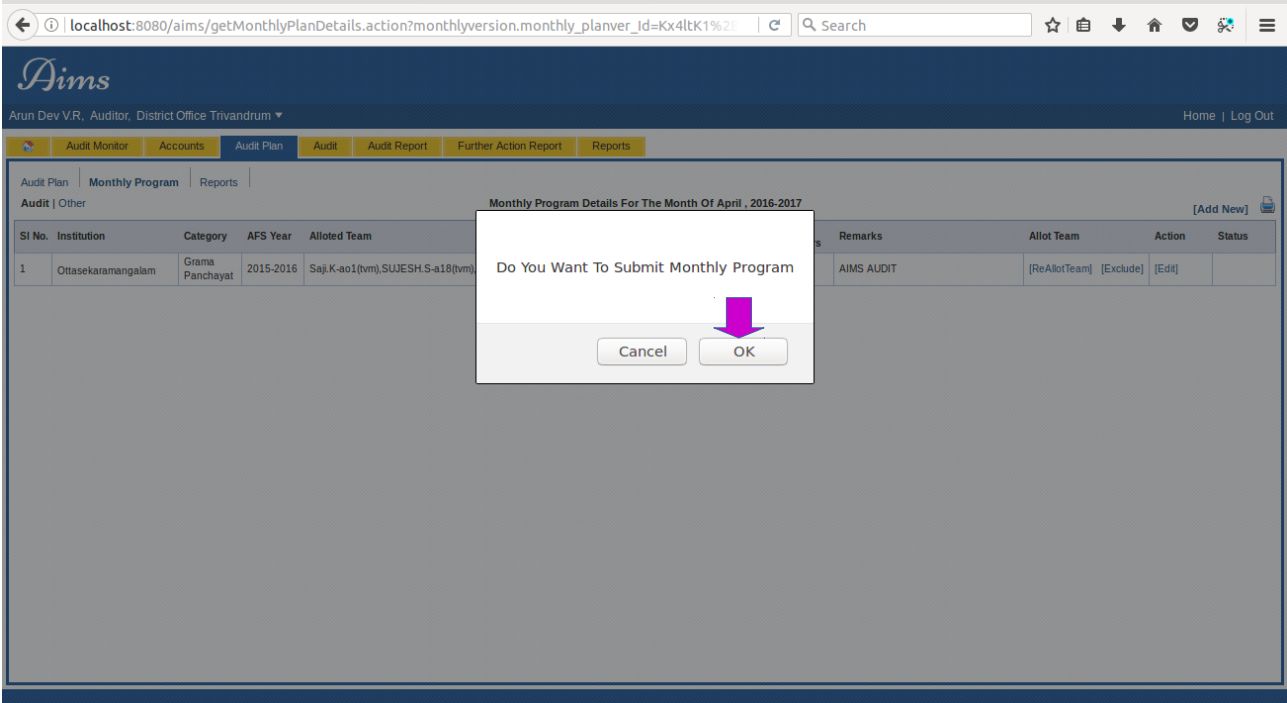 localhost:8080/aims/getMonthlyPlanDetails.action?monthlyversion.monthly_planver_Id=Kx4ltK1%2
Search
Aims
Arun Dev V.R, Auditor, District Office Trivandrum
Home | Log Out
Audit Monitor Accounts Audit Plan Audit Audit Report Further Action Report Reports
Audit Plan Monthly Program Reports
Audit | Other
Monthly Program Details For The Month Of April , 2016-2017
[Add New]
Sl No. Institution Category AFS Year Alloted Team Remarks Allot Team Action Status
1 Ottasekaramangalam Grama Panchayat 2015-2016 Saji.K-ao1(tvm),SUJESH.S-a18(tvm), AIMS AUDIT [ReAllotTeam] [Exclude] [Edit]
Do You Want To Submit Monthly Program
Cancel OK